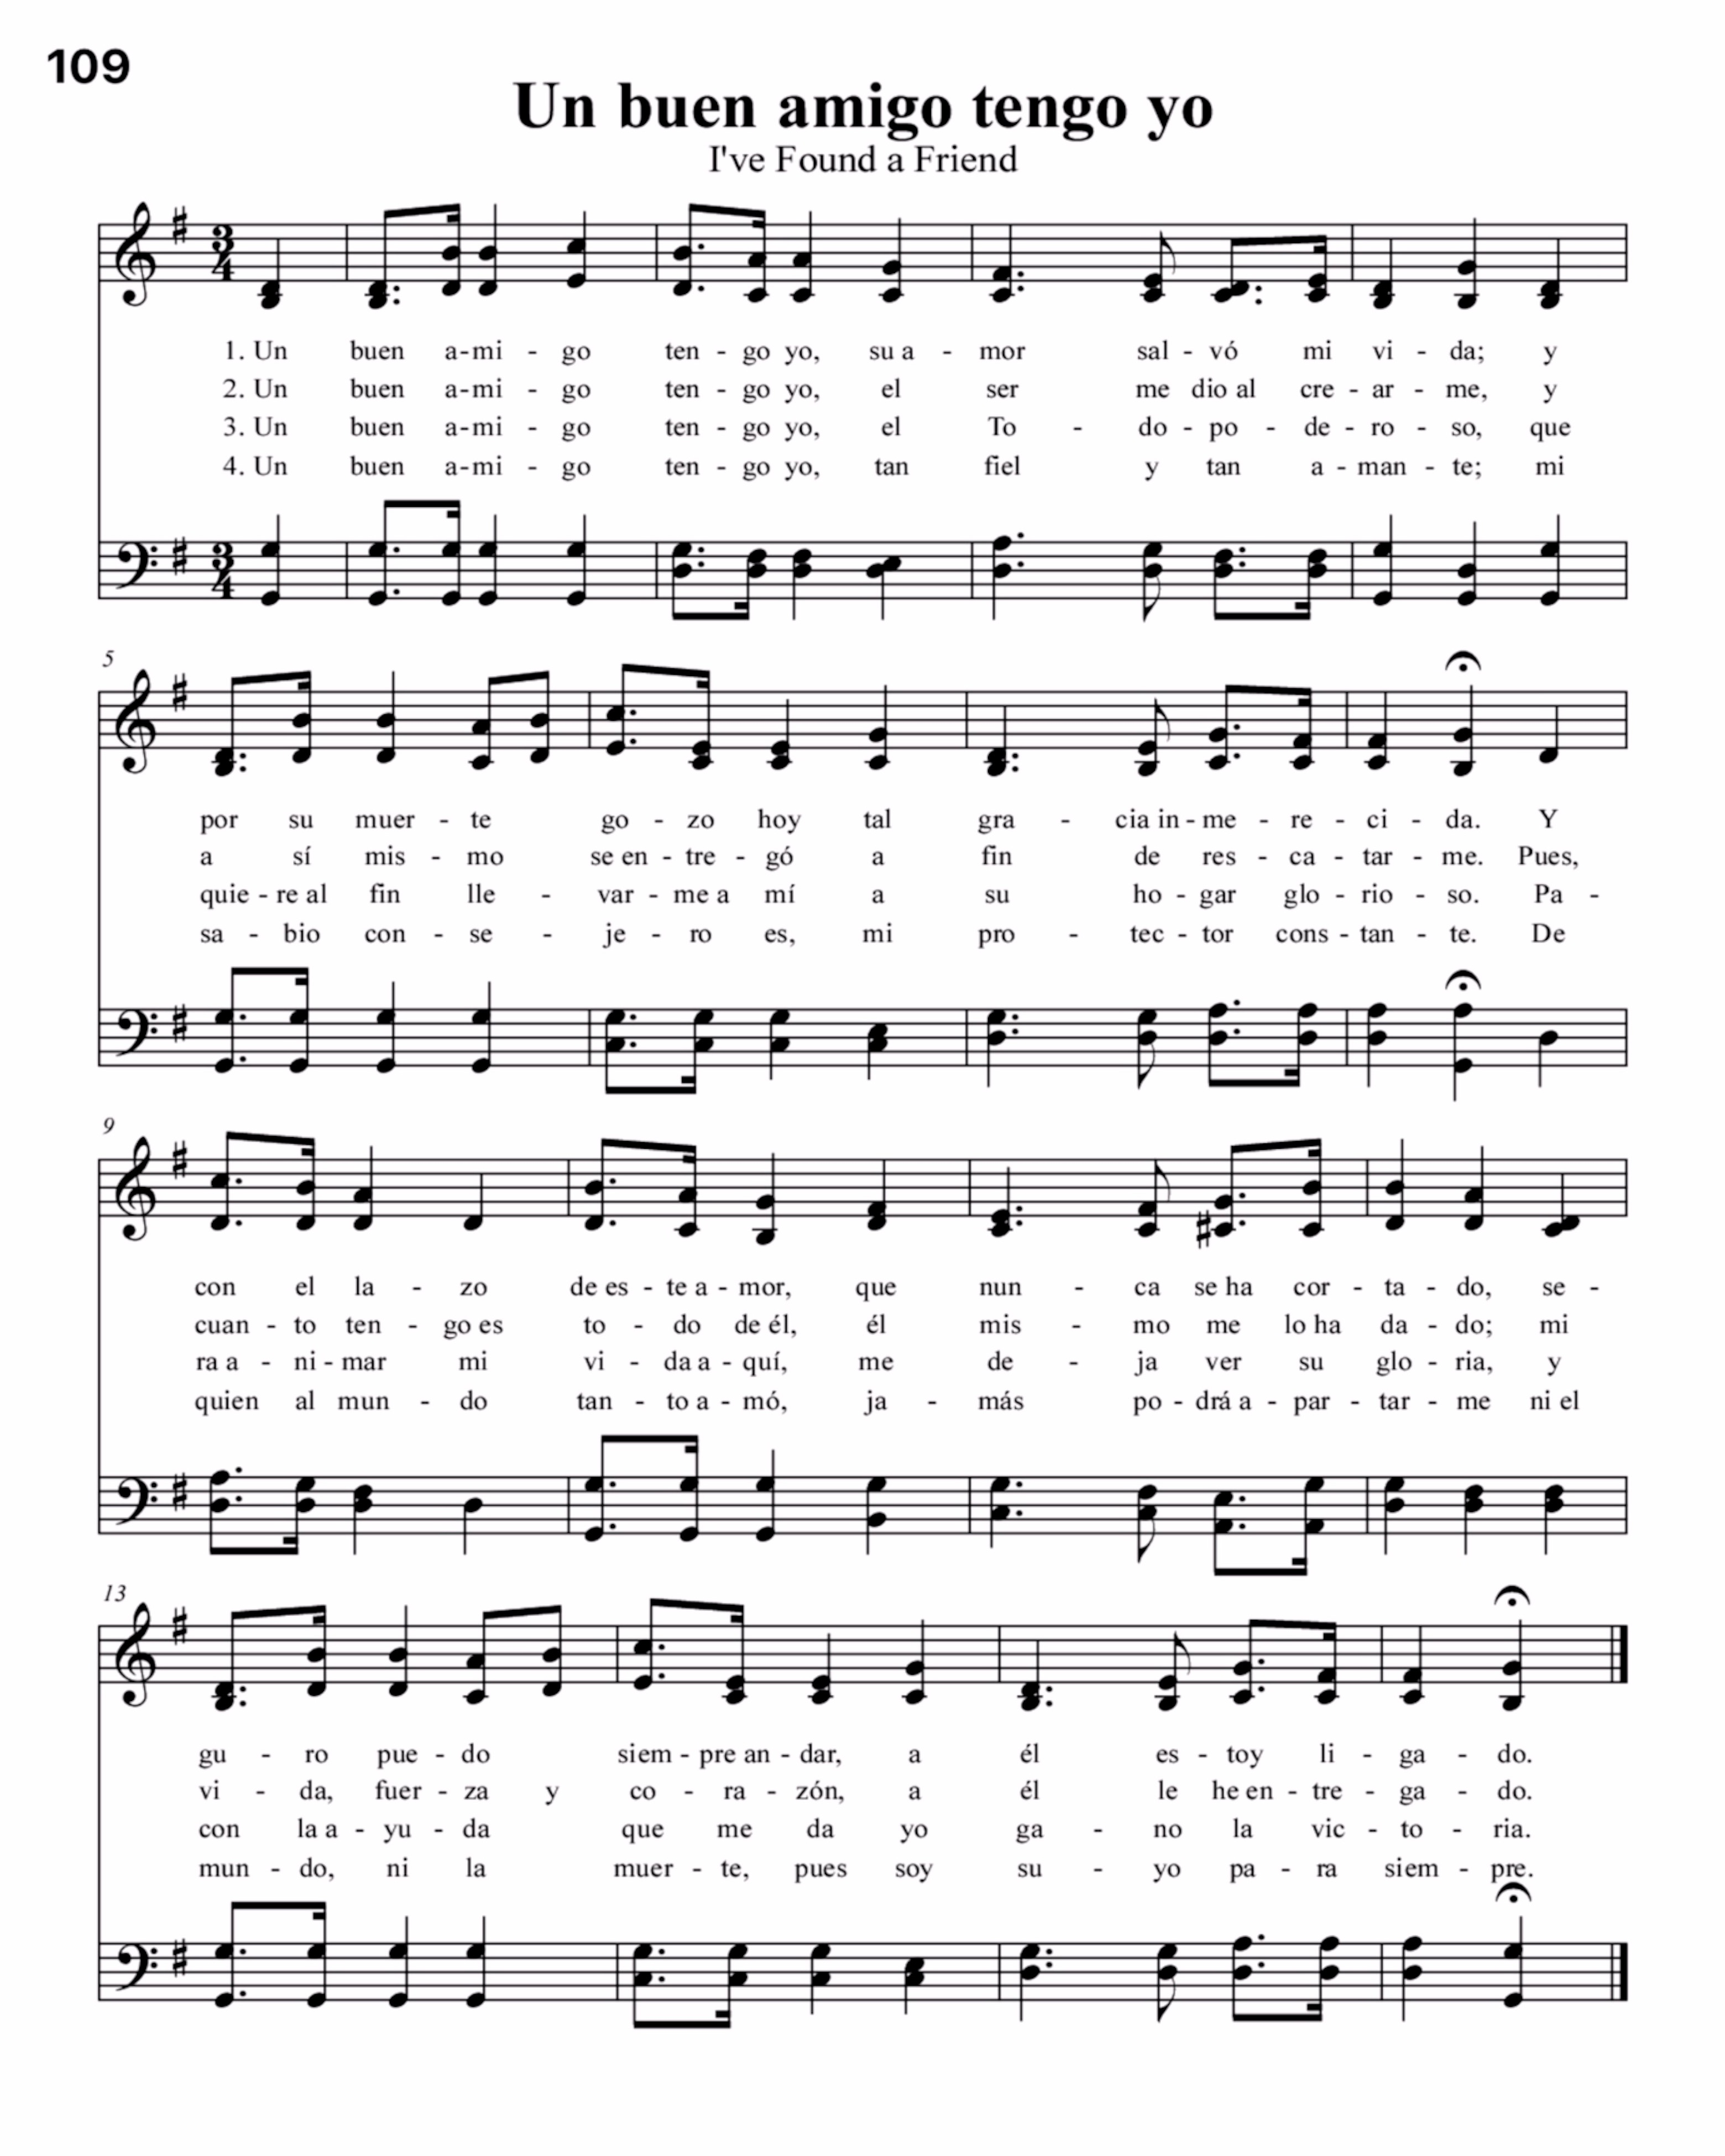 109
Un buen amigo tengo yo
I've Found a Friend
1. Un buen a-mi - go ten - go yo, su a - mor sal - vó mi vi - da; y
2. Un buen a-mi - go ten - go yo, el ser me dio al cre - ar - me, y
3. Un buen a-mi - go ten - go yo, el To - do - po - de - ro - so, que
4. Un buen a-mi - go ten - go yo, tan fiel y tan a - man - te; mi
5
por su muer - te go - zo hoy tal gra - cia in - me - re - ci - da. Y
a sí mis - mo se en - tre - gó a fin de res - ca - tar - me. Pues,
quie - re al fin lle - var - me a mí a su ho - gar glo - rio - so. Pa -
sa - bio con - se - je - ro es, mi pro - tec - tor cons - tan - te. De
9
con el la - zo de es - te a - mor, que nun - ca se ha cor - ta - do, se -
cuan - to ten - go es to - do de él, él mis - mo me lo ha da - do; mi
ra a - ni - mar mi vi - da a - quí, me de - ja ver su glo - ria, y
quien al mun - do tan - to a - mó, ja - más po - drá a - par - tar - me ni el
13
gu - ro pue - do siem - pre an - dar, a él es - toy li - ga - do.
vi - da, fuer - za y co - ra - zón, a él le he en - tre - ga - do.
con la a - yu - da que me da yo ga - no la vic - to - ria.
mun - do, ni la muer - te, pues soy su - yo pa - ra siem - pre.